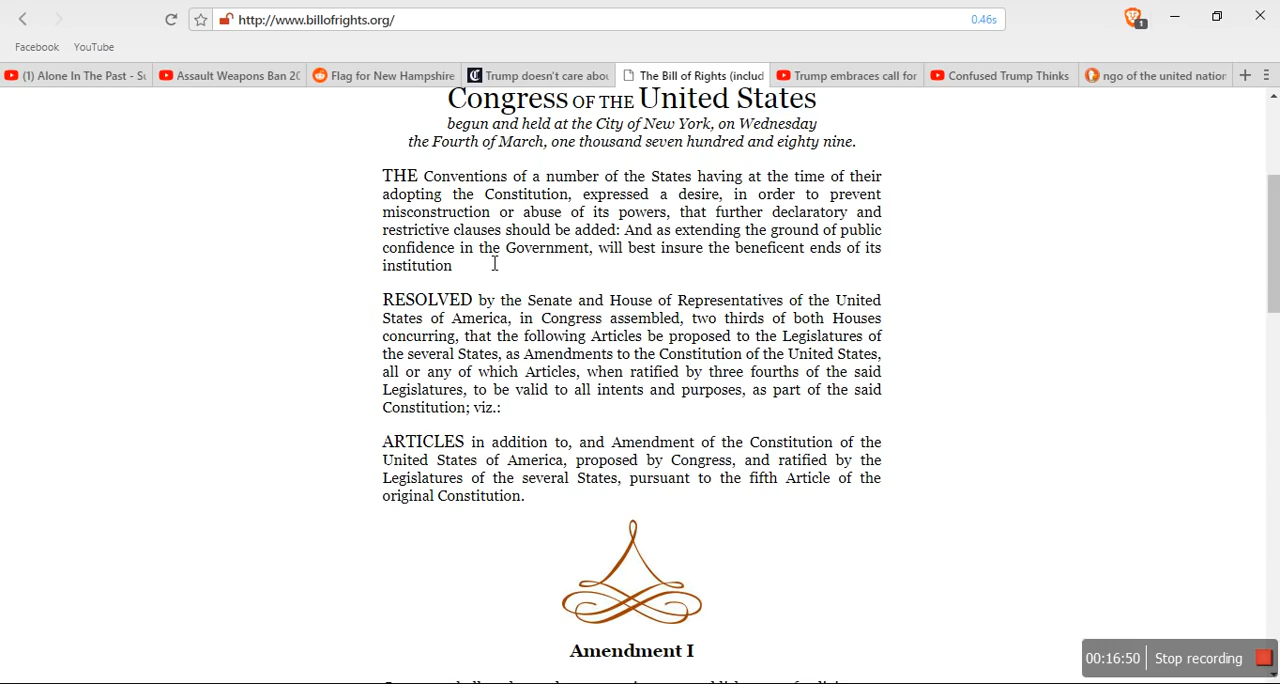 http://www.billofrights.org/
0.46s
1
Facebook
YouTube
(1) Alone In The Past - Su
Assault Weapons Ban 20
Flag for New Hampshire
Trump doesn't care abou
The Bill of Rights (includ
Trump embraces call for
Confused Trump Thinks
ngo of the united nation
Congress OF THE United States
begun and held at the City of New York, on Wednesday
the Fourth of March, one thousand seven hundred and eighty nine.
THE Conventions of a number of the States having at the time of their
adopting the Constitution, expressed a desire, in order to prevent
misconstruction or abuse of its powers, that further declaratory and
restrictive clauses should be added: And as extending the ground of public
confidence in the Government, will best insure the beneficent ends of its
institution
RESOLVED by the Senate and House of Representatives of the United
States of America, in Congress assembled, two thirds of both Houses
concurring, that the following Articles be proposed to the Legislatures of
the several States, as Amendments to the Constitution of the United States,
all or any of which Articles, when ratified by three fourths of the said
Legislatures, to be valid to all intents and purposes, as part of the said
Constitution; viz.:
ARTICLES in addition to, and Amendment of the Constitution of the
United States of America, proposed by Congress, and ratified by the
Legislatures of the several States, pursuant to the fifth Article of the
original Constitution.
Amendment I
00:16:50
Stop recording